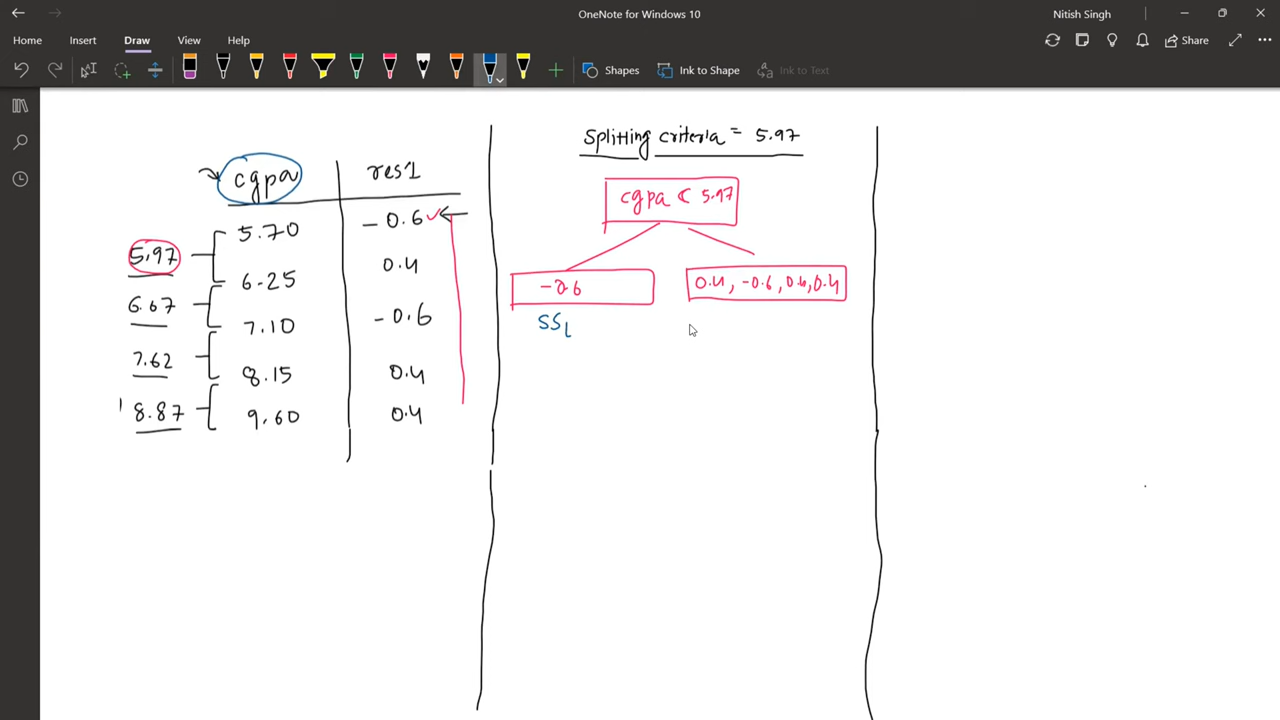 OneNote for Windows 10
Nitish Singh
Home Insert Draw View Help
Share
Shapes
Ink to Shape
Ink to Text
cgpa res1
5.70 -0.6
6.25 0.4
7.10 -0.6
8.15 0.4
9.60 0.4
5.97
6.67
7.62
8.87
Splitting criteria = 5.97
cgpa < 5.97
-0.6
0.4, -0.6, 0.4, 0.4
SSL